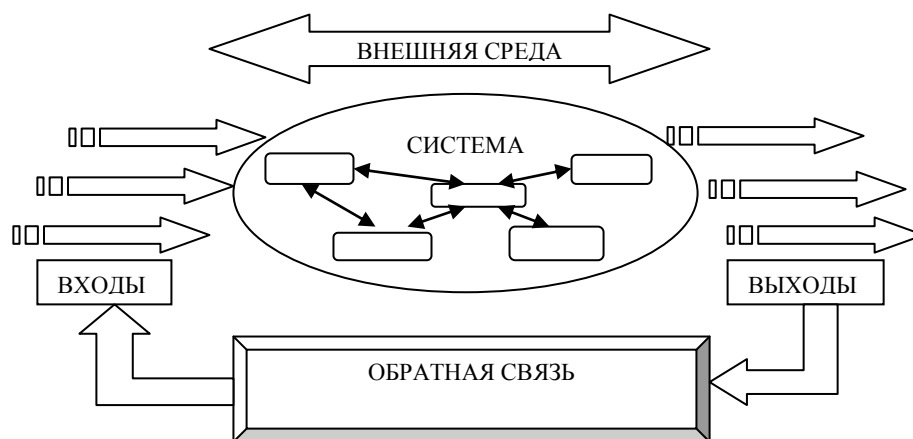 ВНЕШНЯЯ СРЕДА
СИСТЕМА
ВХОДЫ
ВЫХОДЫ
ОБРАТНАЯ СВЯЗЬ